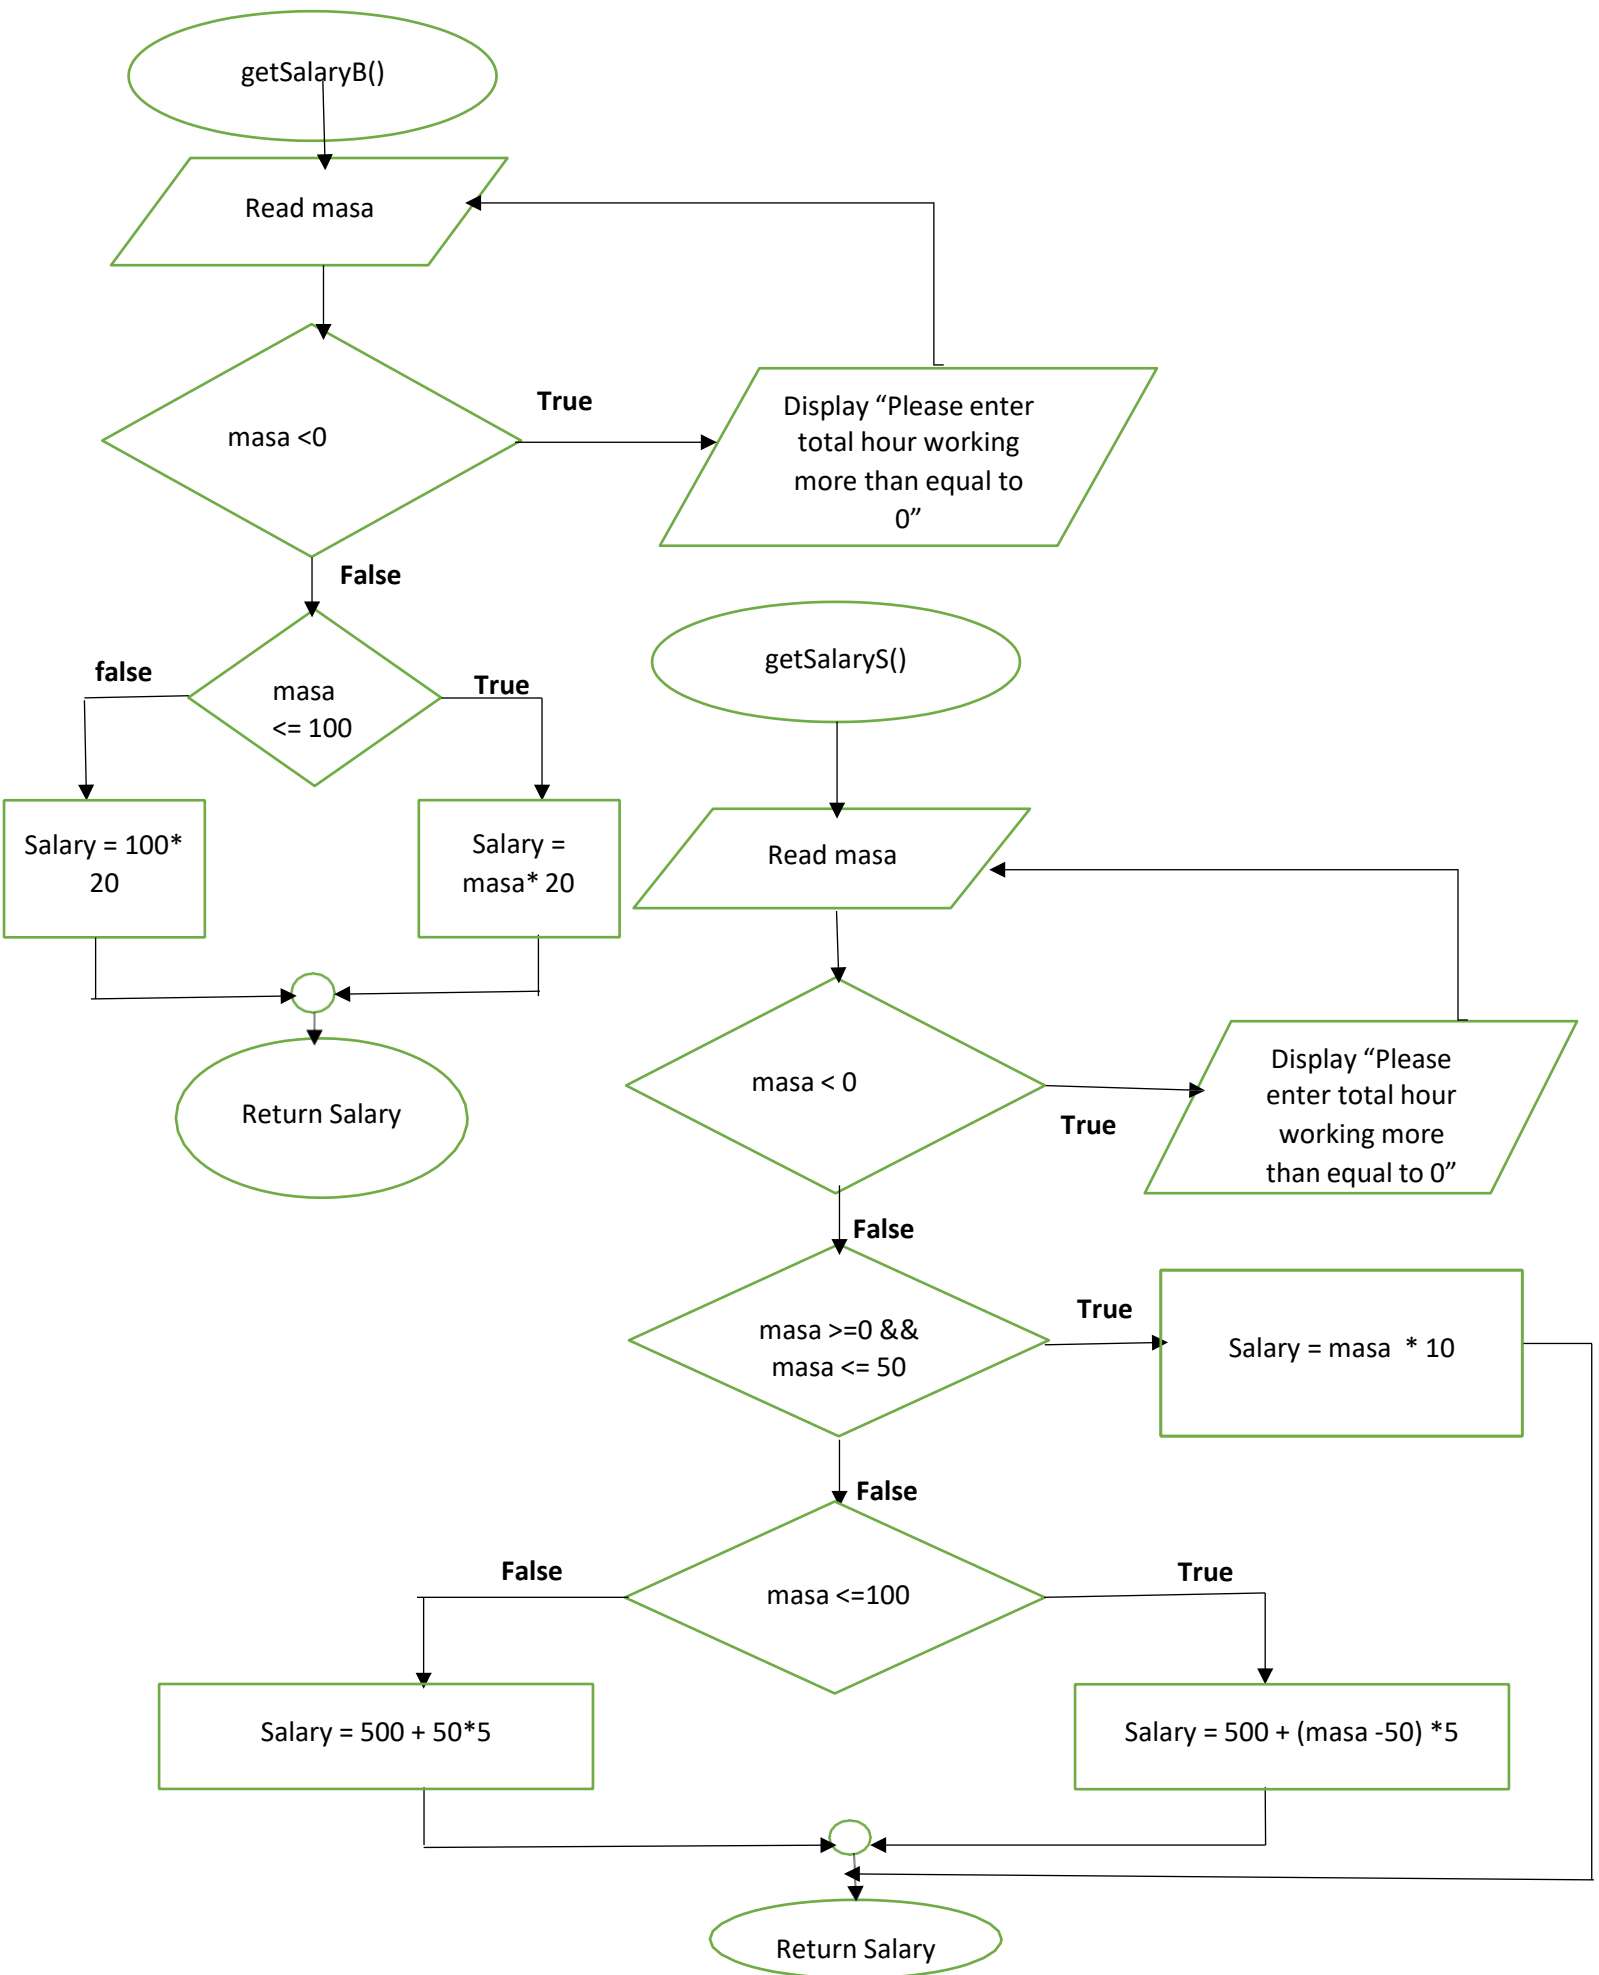 getSalaryB()
Read masa
masa <0
True
Display “Please enter
total hour working
more than equal to
0”
False
masa
<= 100
false
True
Salary = 100*
20
Salary =
masa* 20
Return Salary
getSalaryS()
Read masa
masa < 0
True
Display “Please
enter total hour
working more
than equal to 0”
False
masa >=0 &&
masa <= 50
True
Salary = masa * 10
False
masa <=100
False
True
Salary = 500 + 50*5
Salary = 500 + (masa -50) *5
Return Salary